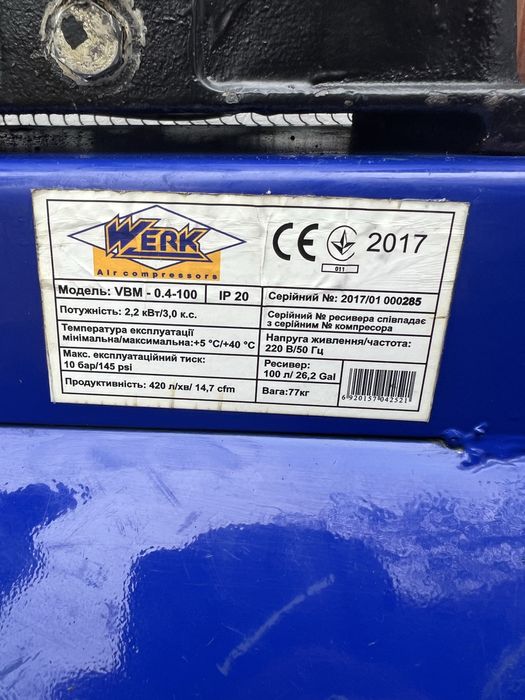 WERK
Air compressors
CE 2017
011
Модель: VBM - 0.4-100 IP 20
Серійний №: 2017/01 000285
Потужність: 2,2 кВт/3,0 к.с.
Серійний № ресивера співпадає
з серійним № компресора
Температура експлуатації
мінімальна/максимальна:+5 °C/+40 °C
Напруга живлення/частота:
220 В/50 Гц
Макс. експлуатаційний тиск:
10 бар/145 psi
Ресивер:
100 л/ 26,2 Gal
Продуктивність: 420 л/хв/ 14,7 cfm
Вага:77кг
6 920157 042521